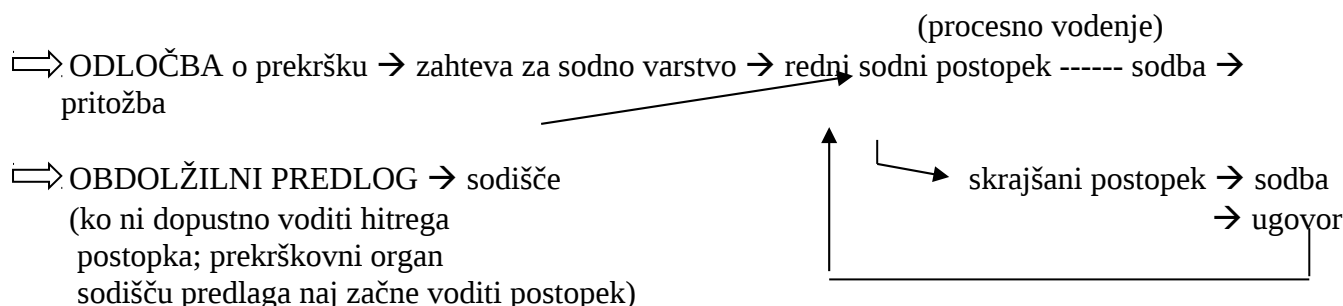 (procesno vodenje)
ODLOČBA o prekršku → zahteva za sodno varstvo → redni sodni postopek ------ sodba →
pritožba
OBDOLŽILNI PREDLOG → sodišče
skrajšani postopek → sodba
(ko ni dopustno voditi hitrega
→ ugovor
postopka; prekrškovni organ
sodišču predlaga naj začne voditi postopek)